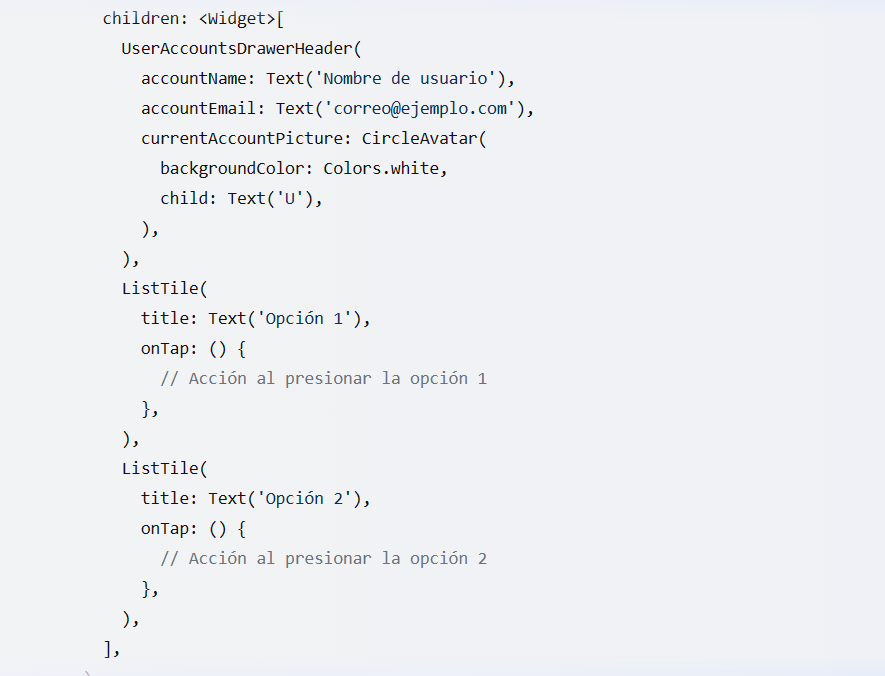 children: <Widget>[
UserAccountsDrawerHeader(
accountName: Text('Nombre de usuario'),
accountEmail: Text('correo@ejemplo.com'),
currentAccountPicture: CircleAvatar(
backgroundColor: Colors.white,
child: Text('U'),
),
),
ListTile(
title: Text('Opción 1'),
onTap: () {
// Acción al presionar la opción 1
},
),
ListTile(
title: Text('Opción 2'),
onTap: () {
// Acción al presionar la opción 2
},
),
],